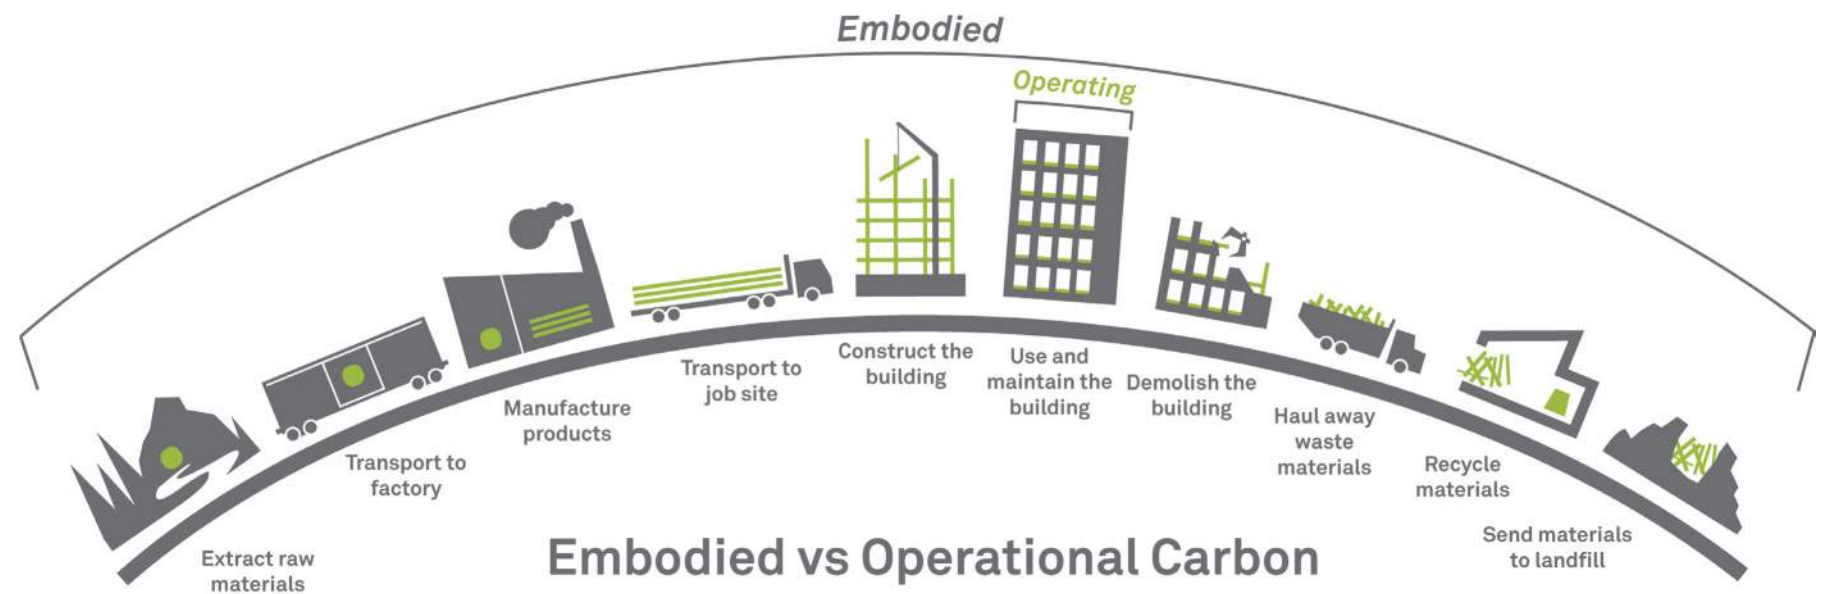 Embodied
Operating
Extract raw
materials
Transport to
factory
Manufacture
products
Transport to
job site
Construct the
building
Use and
maintain the
building
Demolish the
building
Haul away
waste
materials
Recycle
materials
Send materials
to landfill
Embodied vs Operational Carbon